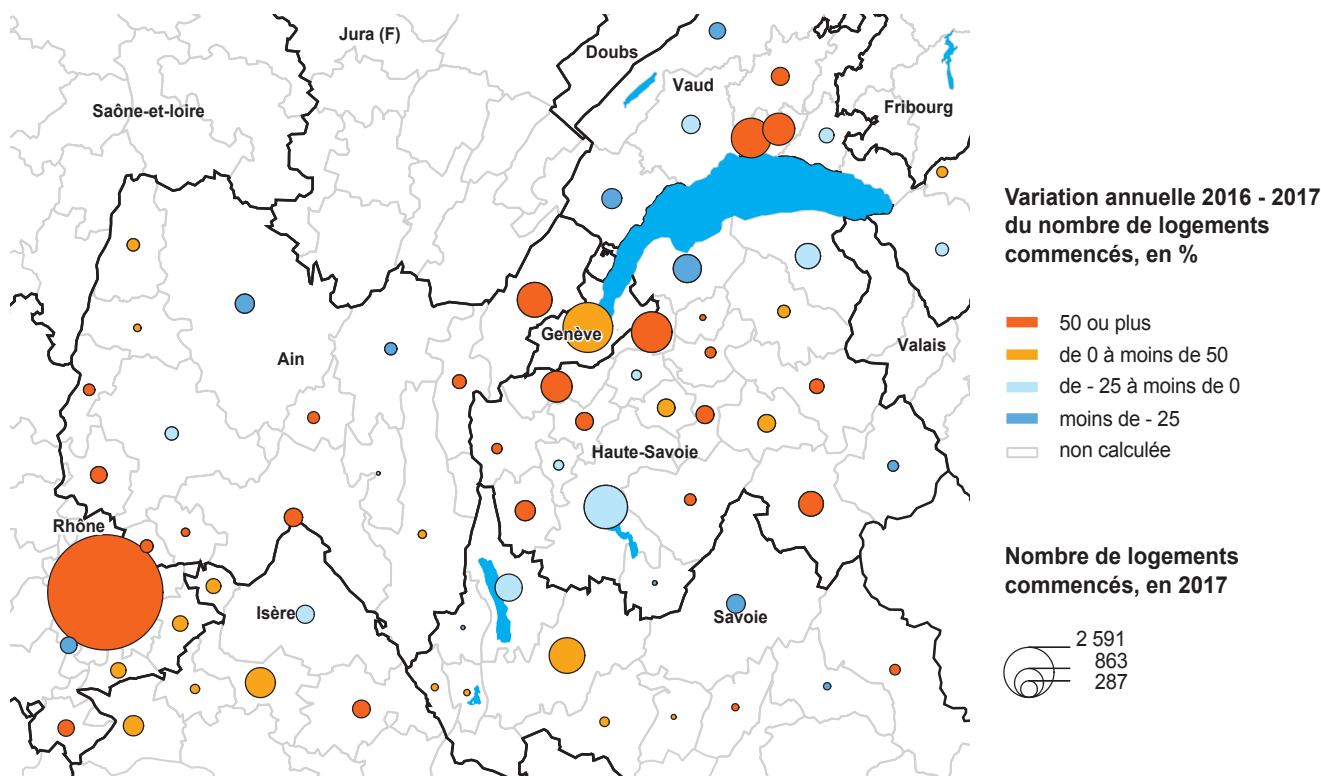 Jura (F)
Doubs
Vaud
Saône-et-loire
Fribourg
Genève
Ain
Valais
Haute-Savoie
Rhône
Isère
Savoie
Variation annuelle 2016 - 2017
du nombre de logements
commencés, en %
50 ou plus
de 0 à moins de 50
de - 25 à moins de 0
moins de - 25
non calculée
Nombre de logements
commencés, en 2017
2 591
863
287